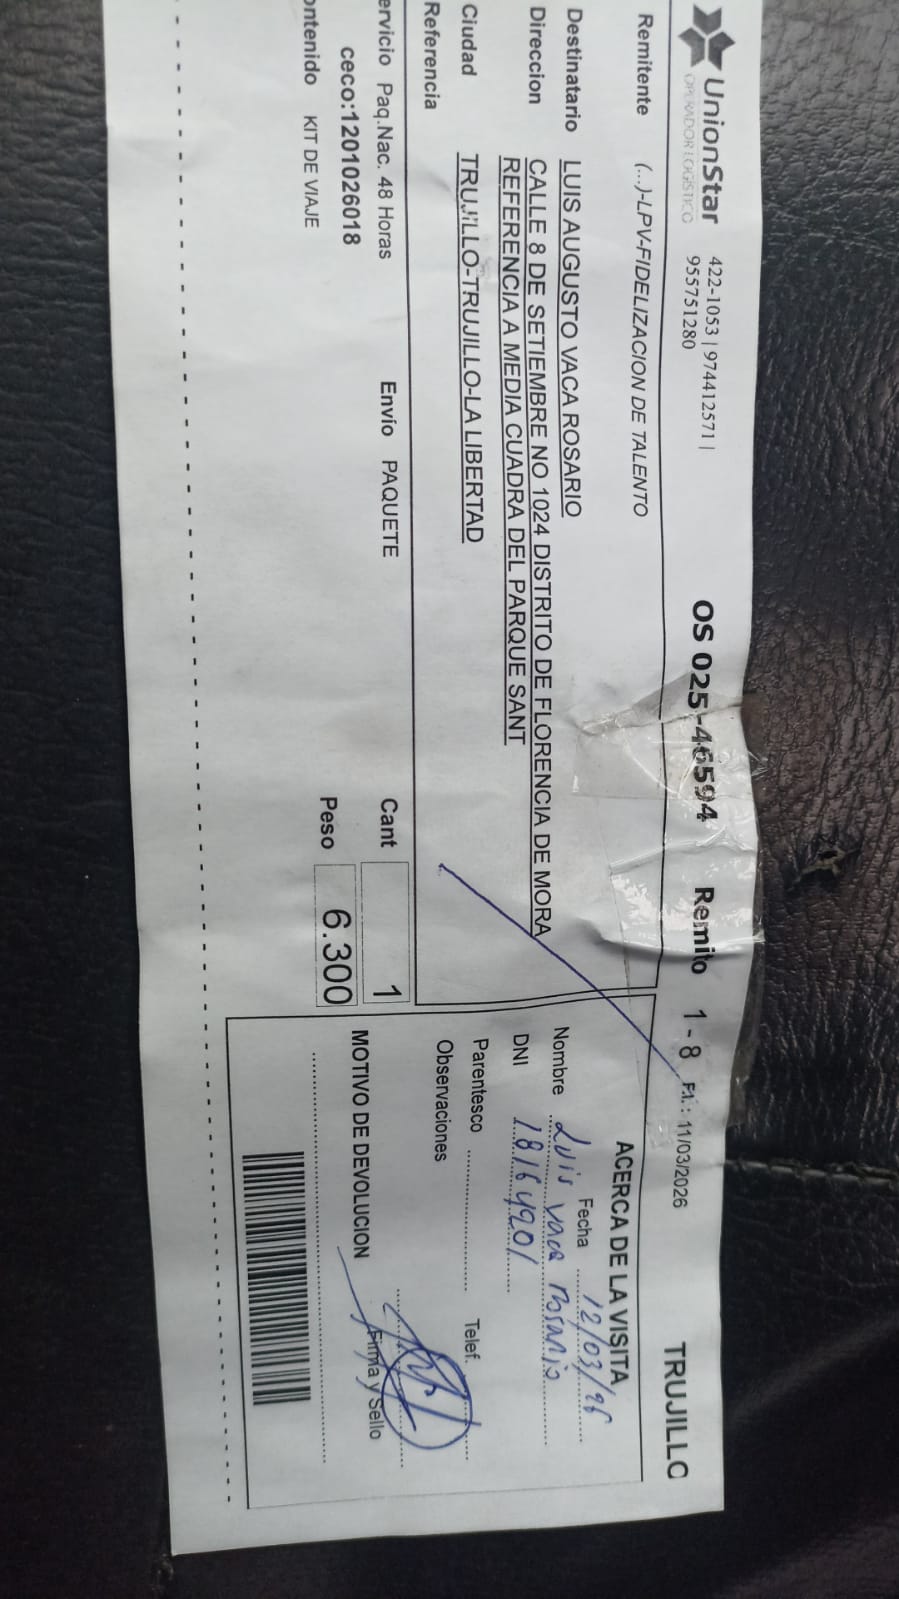 UnionStar
OPERADOR LOGISTICO
422-1053 | 974412571 |
955751280
OS 025-46594 Remito 1 - 8 F.I.: 11/03/2026 TRUJILLO
Remitente (...)-LPV-FIDELIZACION DE TALENTO
Destinatario LUIS AUGUSTO VACA ROSARIO
Direccion CALLE 8 DE SETIEMBRE NO 1024 DISTRITO DE FLORENCIA DE MORA
REFERENCIA A MEDIA CUADRA DEL PARQUE SANT
Ciudad TRUJILLO-TRUJILLO-LA LIBERTAD
Referencia
ervicio Paq.Nac. 48 Horas Envío PAQUETE Cant 1
ceco:1201026018 Peso 6.300
ontenido KIT DE VIAJE
ACERCA DE LA VISITA
Fecha 12/03/26
Nombre Luis Vaca Rosario
DNI 18164920/
Parentesco Telef.
Observaciones
Firma y Sello
MOTIVO DE DEVOLUCION